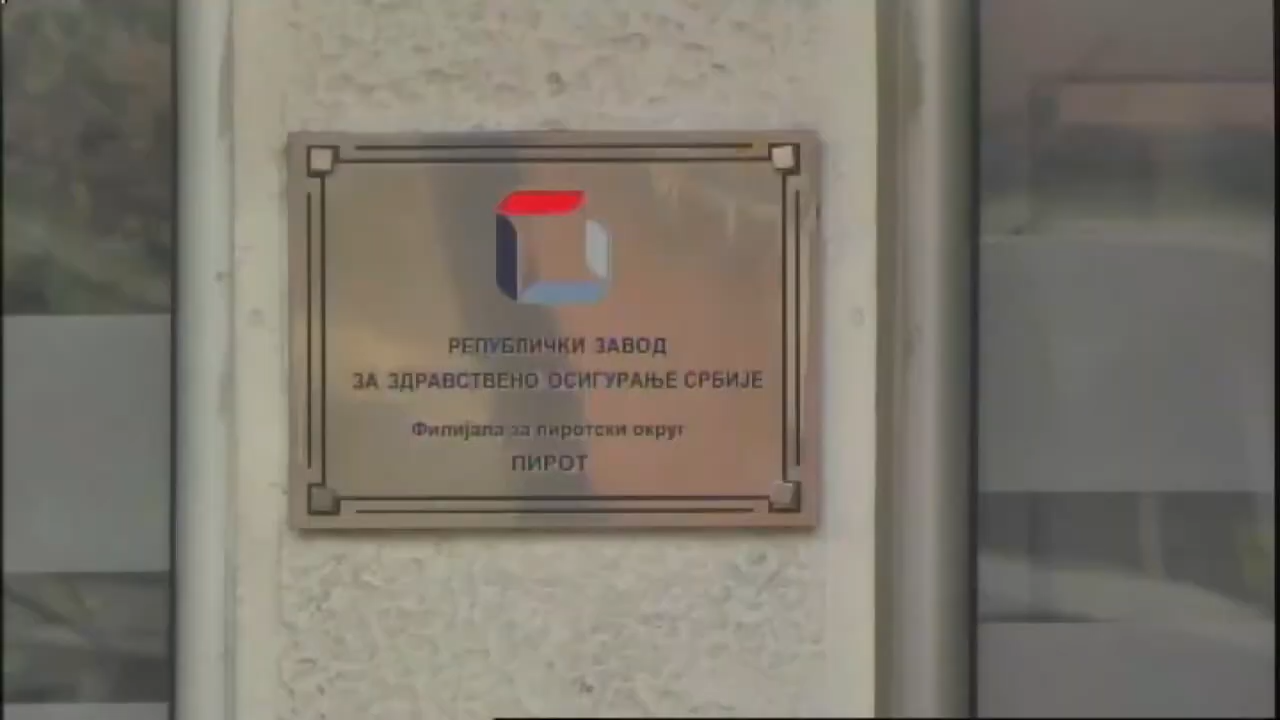 РЕПУБЛИЧКИ ЗАВОД
ЗА ЗДРАВСТВЕНО ОСИГУРАЊЕ СРБИЈЕ
Филијала за пиротски округ
ПИРОТ